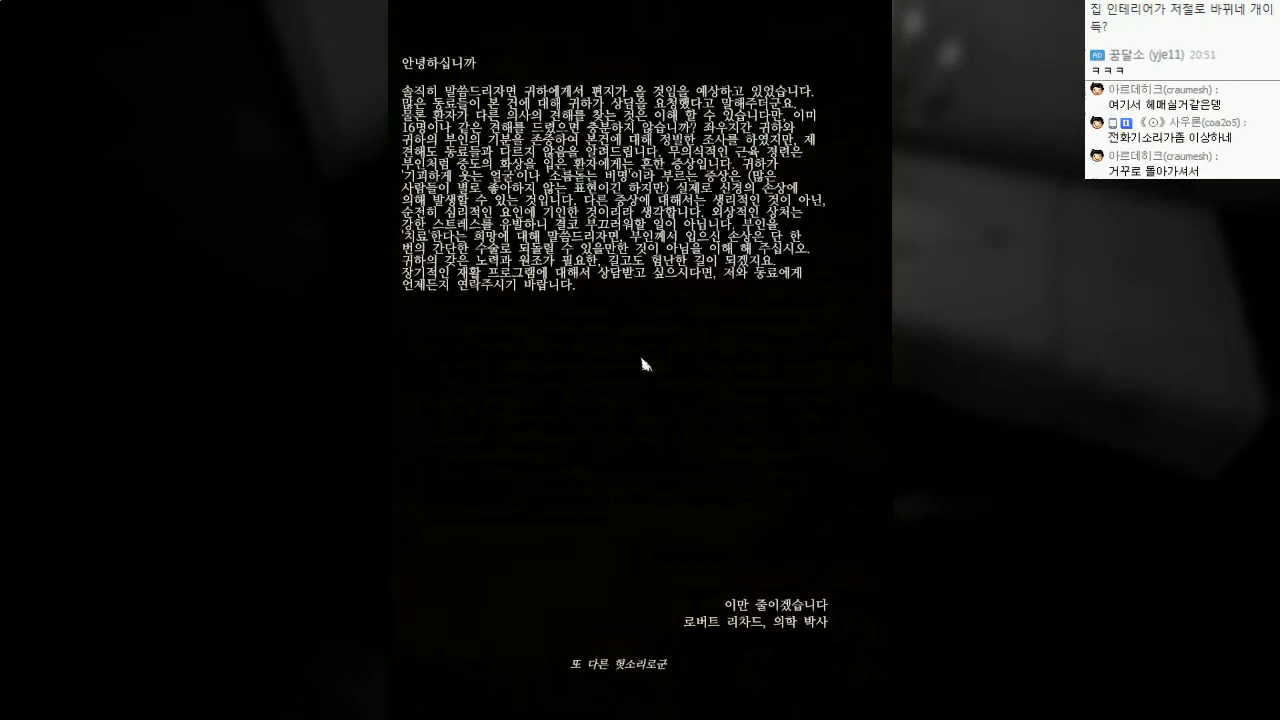 안녕하십니까
솔직히 말씀드리자면 귀하에게서 편지가 올 것임을 예상하고 있었습니다.
많은 동료들이 본 건에 대해 귀하가 상담을 요청했다고 말해주더군요.
물론 환자가 다른 의사의 견해를 찾는 것은 이해 할 수 있습니다만, 이미
16명이나 같은 견해를 드렸으면 충분하지 않습니까? 좌우지간 귀하와
귀하의 부인의 기분을 존중하여 본건에 대해 정밀한 조사를 하였지만, 제
견해도 동료들과 다르지 않음을 알려드립니다. 무의식적인 근육 경련은
부인처럼 중도의 화상을 입은 환자에게는 흔한 증상입니다. 귀하가
'기괴하게 웃는 얼굴'이나 '소름돋는 비명'이라 부르는 증상은 (많은
사람들이 별로 좋아하지 않는 표현이긴 하지만) 실제로 신경의 손상에
의해 발생할 수 있는 것입니다. 다른 증상에 대해서는 생리적인 것이 아닌,
순전히 심리적인 요인에 기인한 것이리라 생각합니다. 외상적인 상처는
강한 스트레스를 유발하니 결코 부끄러워할 일이 아닙니다. 부인을
'치료'한다는 희망에 대해 말씀드리자면, 부인께서 입으신 손상은 단 한
번의 간단한 수술로 되돌릴 수 있을만한 것이 아님을 이해 해 주십시오.
귀하의 갖은 노력과 원조가 필요한, 길고도 험난한 길이 되겠지요.
장기적인 재활 프로그램에 대해서 상담받고 싶으시다면, 저와 동료에게
언제든지 연락주시기 바랍니다.
이만 줄이겠습니다
로버트 리차드, 의학 박사
또 다른 헛소리로군
집 인테리어가 저절로 바뀌네 개이
득?
AD 꿈달소 (yje11) 20:51
ㅋㅋㅋ
아르데히크(craumesh) :
여기서 헤매실거같은뎅
《⊙》사우론(coa2o5) :
전화기소리가좀 이상하네
아르데히크(craumesh) :
거꾸로 돌아가셔서